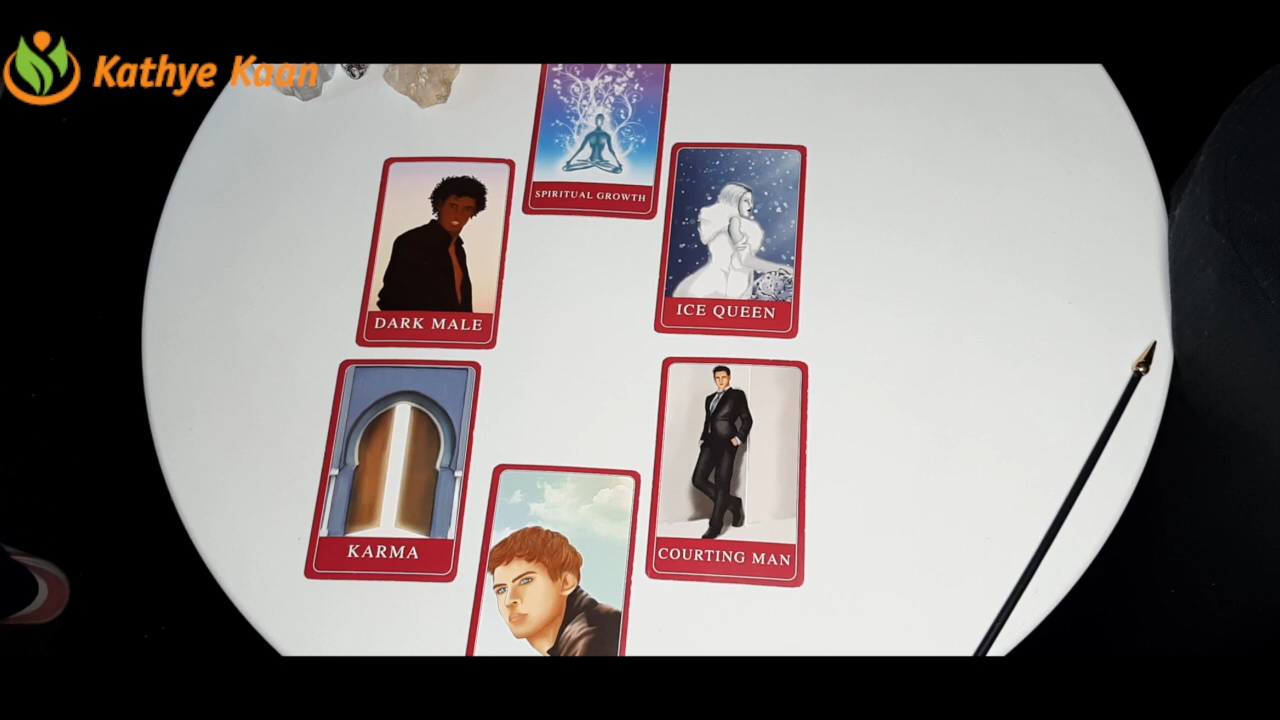 Kathye Kaan
SPIRITUAL GROWTH
DARK MALE
ICE QUEEN
KARMA
COURTING MAN